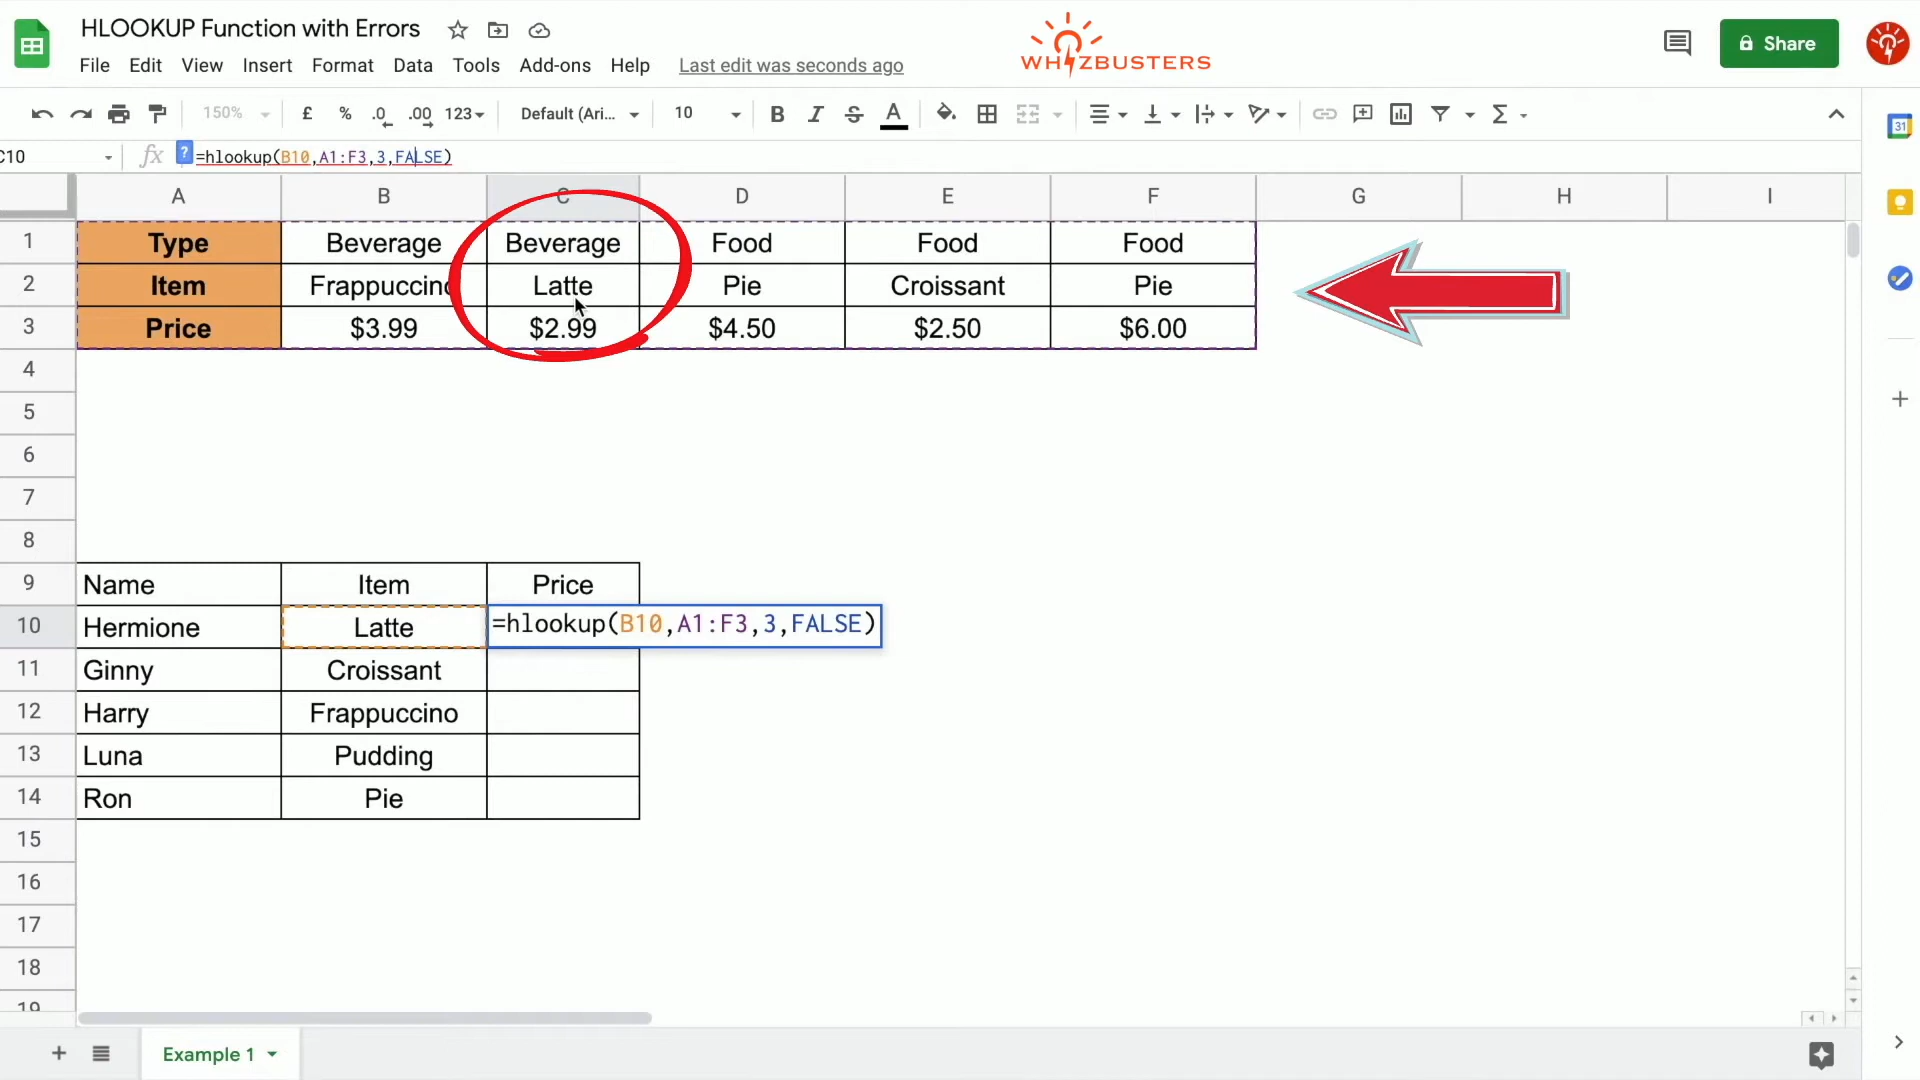 HLOOKUP Function with Errors
File Edit View Insert Format Data Tools Add-ons Help Last edit was seconds ago
WHIZBUSTERS
Share
150% £ % .0 .00 123 Default (Ari... 10 B I S A Σ
31
C10 fx ? =hlookup(B10,A1:F3,3,FALSE)
A B C D E F G H I
1 Type Beverage Beverage Food Food Food
2 Item Frappuccino Latte Pie Croissant Pie
3 Price $3.99 $2.99 $4.50 $2.50 $6.00
4
5
6
7
8
9 Name Item Price
10 Hermione Latte =hlookup(B10,A1:F3,3,FALSE)
11 Ginny Croissant
12 Harry Frappuccino
13 Luna Pudding
14 Ron Pie
15
16
17
18
19
Example 1